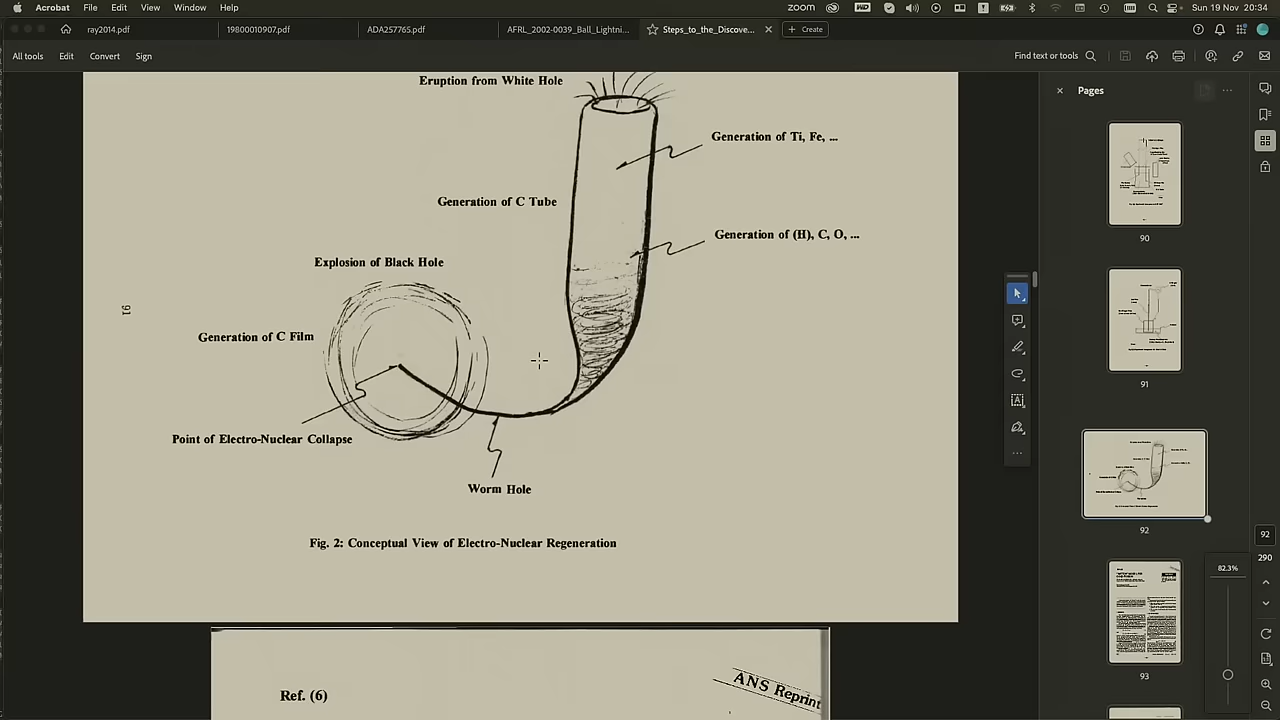 Acrobat File Edit View Window Help zoom Sun 19 Nov 20:34
ray2014.pdf 19800010907.pdf ADA257765.pdf AFRL_2002-0039_Ball_Lightni... Steps_to_the_Discove... Create
All tools Edit Convert Sign Find text or tools
Pages
Eruption from White Hole
Generation of Ti, Fe, ...
Generation of C Tube
Generation of (H), C, O, ...
Explosion of Black Hole
91
Generation of C Film
Point of Electro-Nuclear Collapse
Worm Hole
Fig. 2: Conceptual View of Electro-Nuclear Regeneration
Ref. (6)
ANS Reprint
90
91
92
93
92
290
82.3%